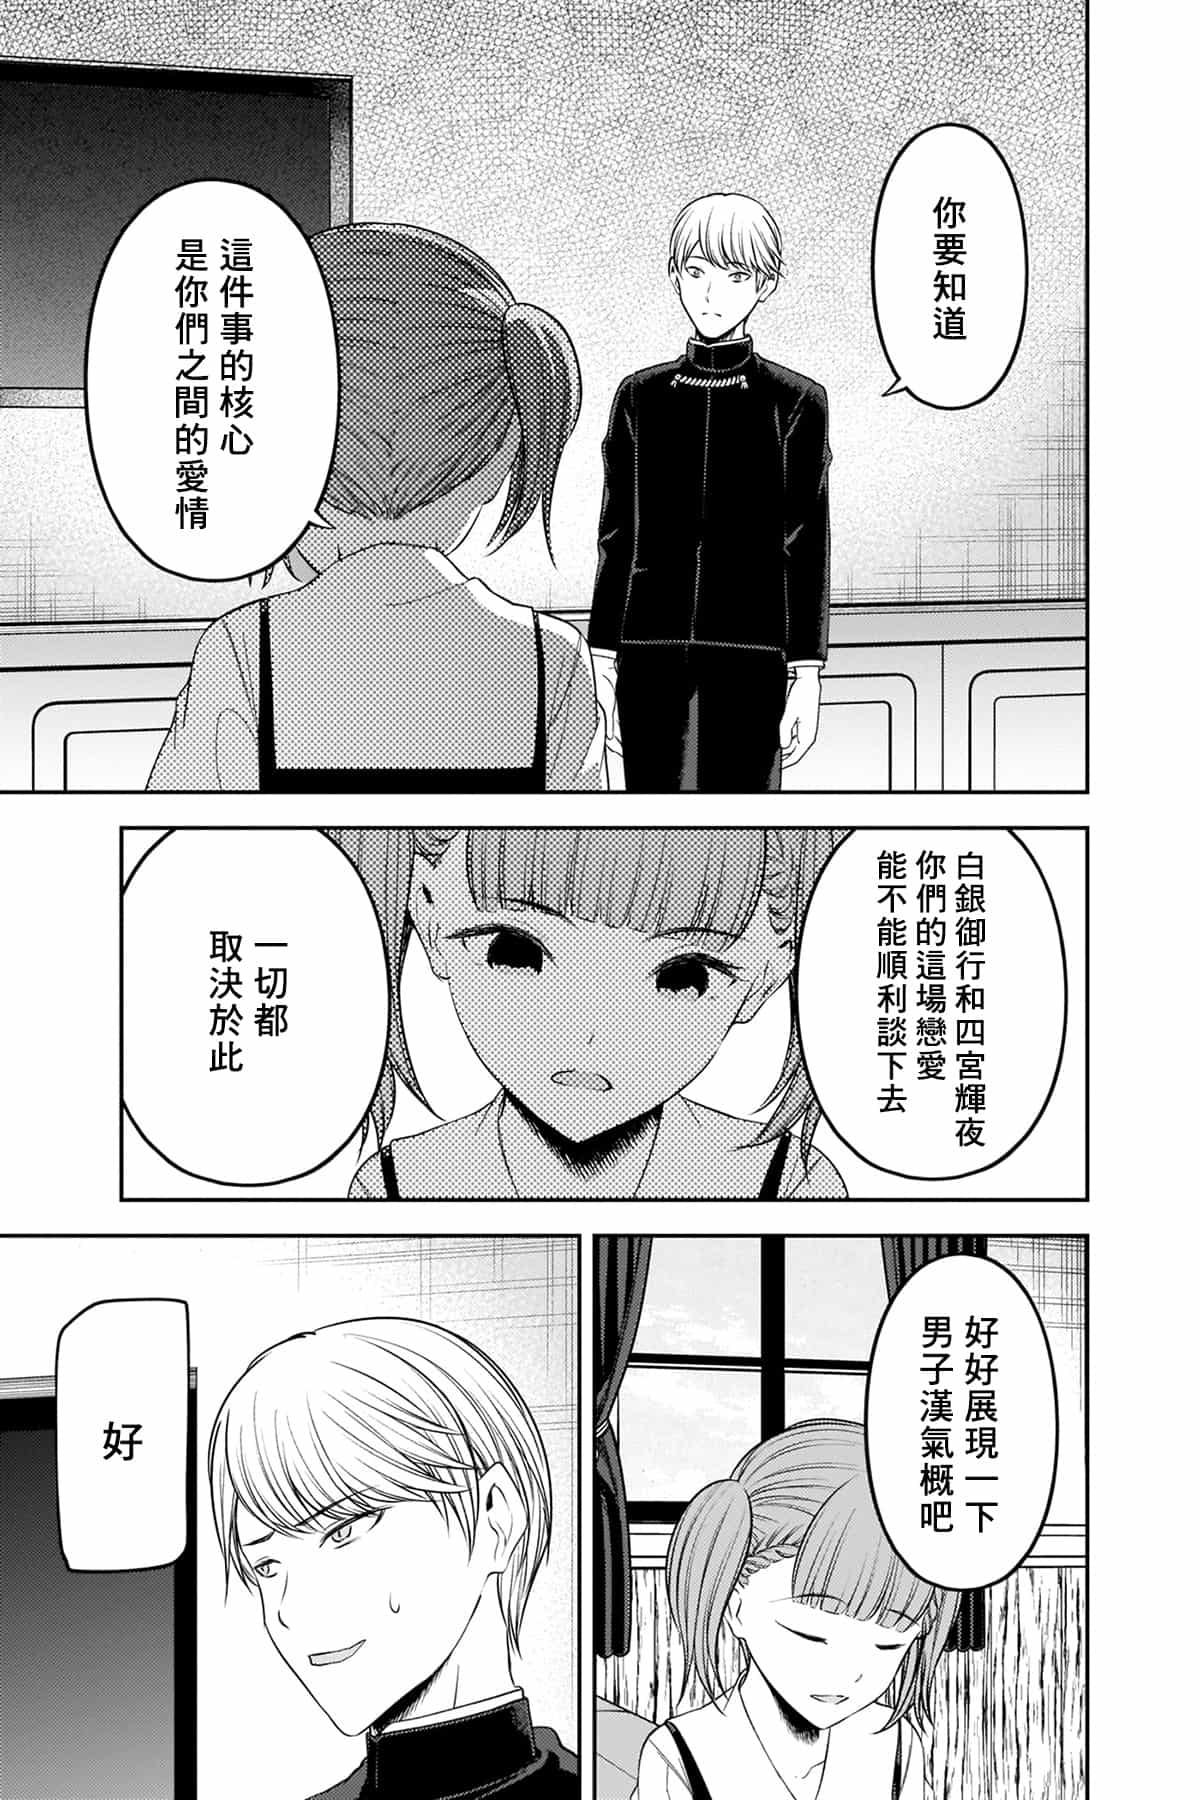 你要知道
這件事的核心
是你們之間的愛情
白銀御行和四宮輝夜
你們的這場戀愛
能不能順利談下去
一切都
取決於此
好好展現一下
男子漢氣概吧
好